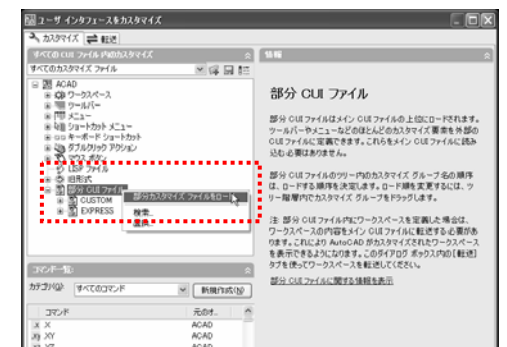 ユーザ インタフェースをカスタマイズ
カスタマイズ 転送
すべての CUI ファイル 内のカスタマイズ
すべてのカスタマイズ ファイル
ACAD
ワークスペース
ツールバー
メニュー
ショートカット メニュー
キーボード ショートカット
ダブルクリック アクション
マウス ボタン
LISP ファイル
旧形式
部分 CUI ファイル
CUSTOM
EXPRESS
部分カスタマイズ ファイルをロード
検索...
選択...
コマンド一覧:
カテゴリ(G): すべてのコマンド 新規作成(N)
コマンド 元のオ..
X ACAD
XY ACAD
YZ ACAD
情報
部分 CUI ファイル
部分 CUI ファイルはメイン CUI ファイルの上位にロードされます。
ツールバーやメニューなどのほとんどのカスタマイズ要素を外部の
CUI ファイルに定義できます。これらをメイン CUI ファイルに読み
込む必要はありません。
部分 CUI ファイルのツリー内のカスタマイズ グループ名の順序
は、ロードする順序を決定します。ロード順を変更するには、ツ
リー階層内でカスタマイズ グループをドラッグします。
注: 部分 CUI ファイル内にワークスペースを定義した場合は、
ワークスペースの内容をメイン CUI ファイルに転送する必要があ
ります。これにより AutoCAD がカスタマイズされたワークスペース
を表示できるようになります。このダイアログ ボックス内の [転送]
タブを使ってワークスペースを転送してください。
部分 CUI ファイルに関する情報を表示